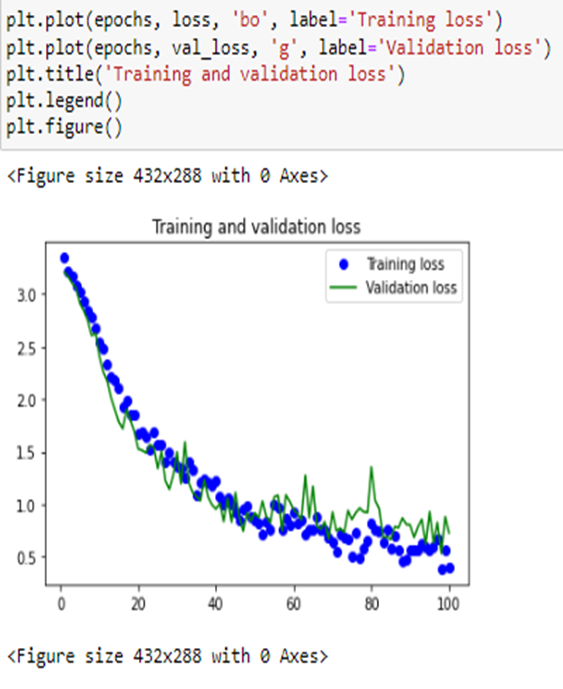 plt.plot(epochs, loss, 'bo', label='Training loss')
plt.plot(epochs, val_loss, 'g', label='Validation loss')
plt.title('Training and validation loss')
plt.legend()
plt.figure()
<Figure size 432x288 with 0 Axes>
Training and validation loss
Training loss
Validation loss
3.0
2.5
2.0
1.5
1.0
0.5
0 20 40 60 80 100
<Figure size 432x288 with 0 Axes>